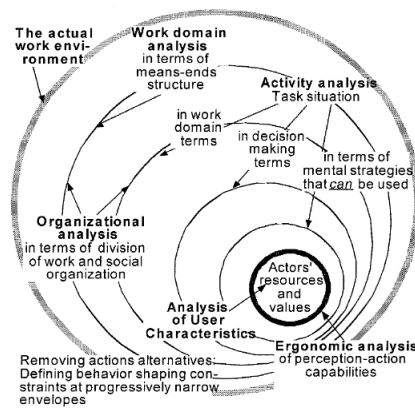 The actual
work envi-
ronment
Work domain
analysis
in terms of
means-ends
structure
Activity analysis
Task situation
in work
domain
terms
in decision
making
terms
in terms of
mental strategies
that can be used
Organizational
analysis
in terms of division
of work and social
organization
Actors'
resources
and
values
Analysis
of User
Characteristics
Ergonomic analysis
of perception-action
capabilities
Removing actions alternatives:
Defining behavior shaping con-
straints at progressively narrow
envelopes